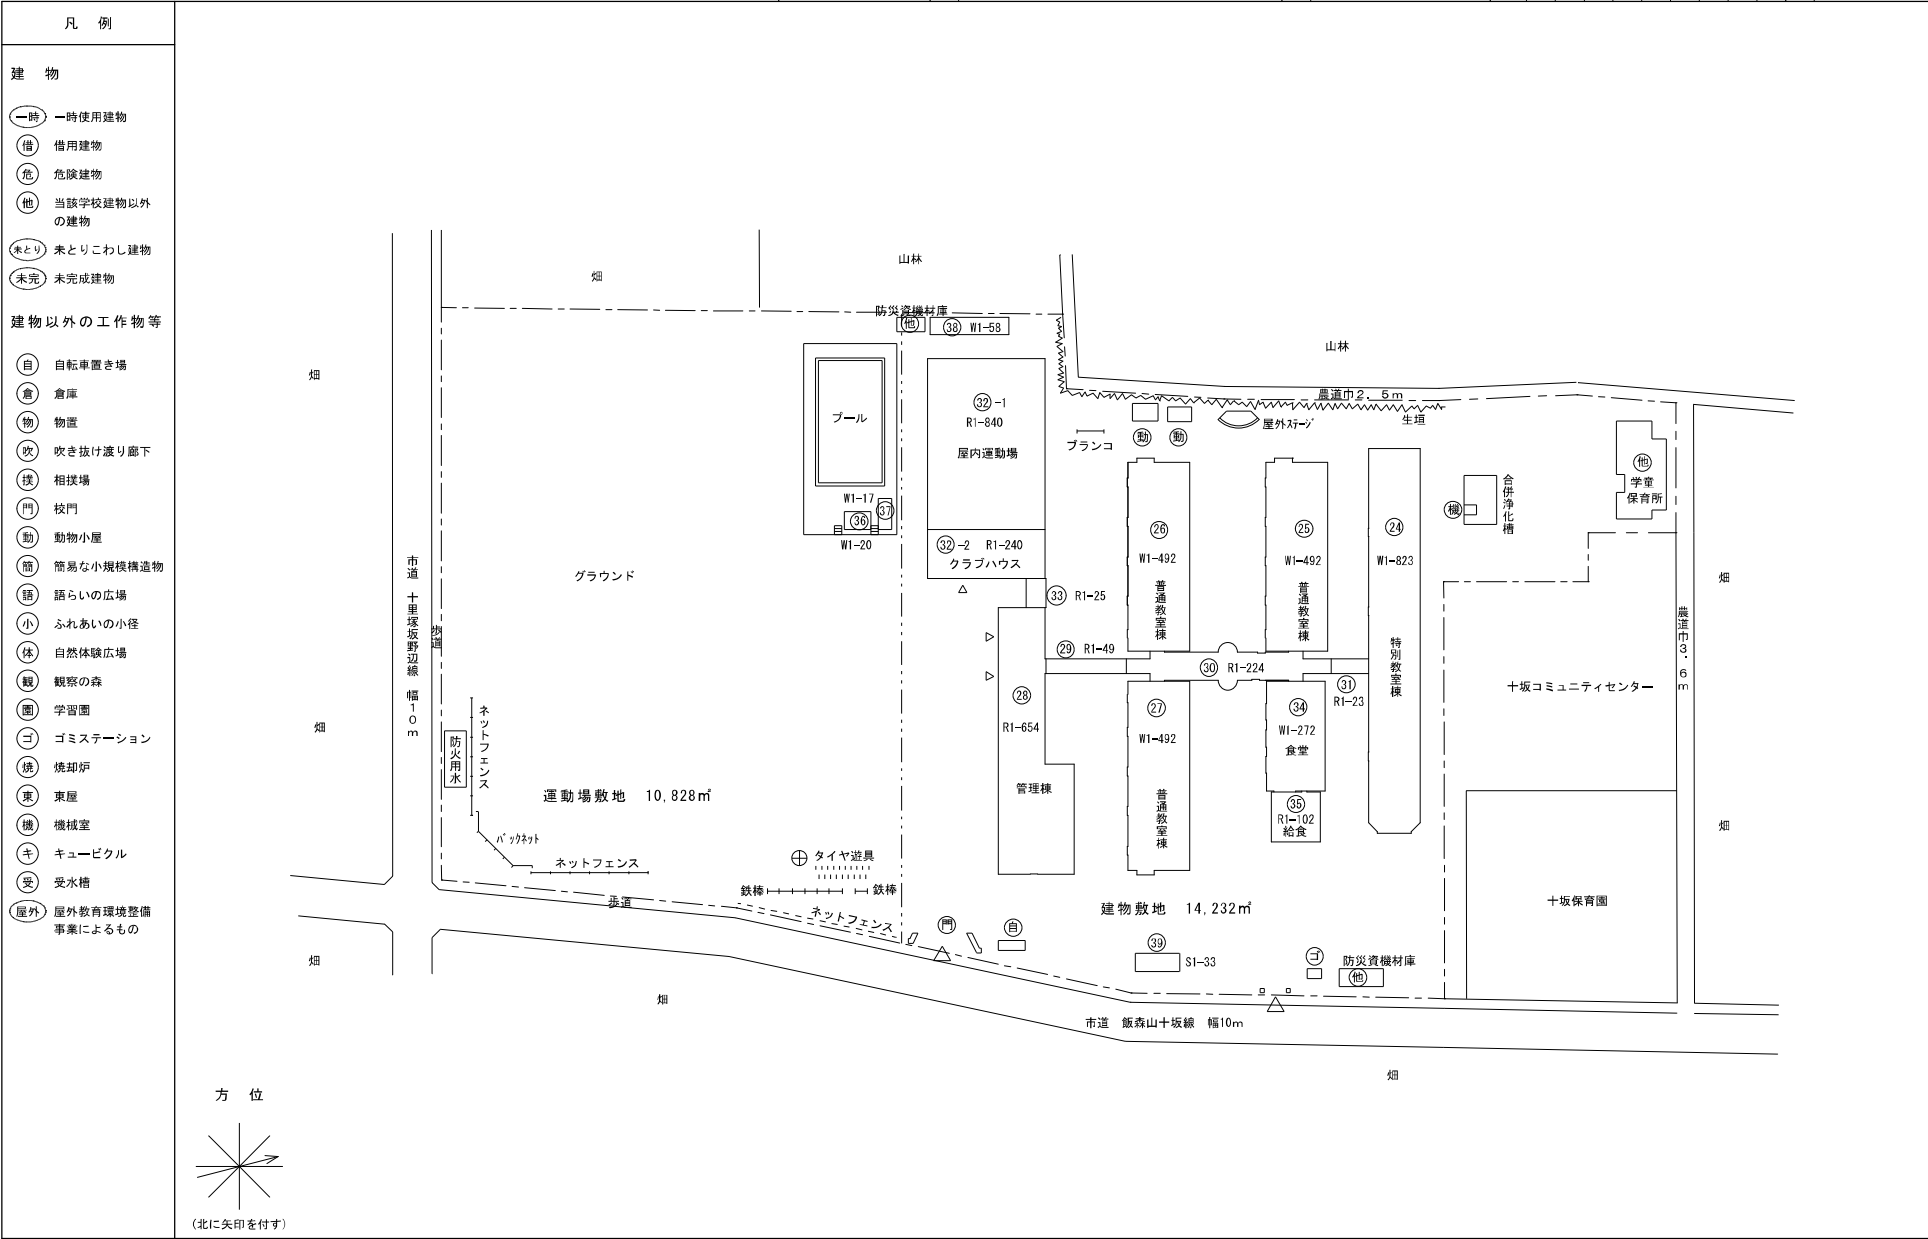 凡 例
建 物
一時 一時使用建物
借 借用建物
危 危険建物
他 当該学校建物以外
の建物
未とり 未とりこわし建物
未完 未完成建物
建物以外の工作物等
自 自転車置き場
倉 倉庫
物 物置
吹 吹き抜け渡り廊下
撲 相撲場
門 校門
動 動物小屋
簡 簡易な小規模構造物
語 語らいの広場
小 ふれあいの小径
体 自然体験広場
観 観察の森
園 学習園
ゴ ゴミステーション
焼 焼却炉
東 東屋
機 機械室
キ キュービクル
受 受水槽
屋外 屋外教育環境整備
事業によるもの
方 位
(北に矢印を付す)
畑
山林
防災資機材庫
他
38 W1-58
山林
畑
農道巾2.5m
生垣
プール
32-1
R1-840
屋内運動場
ブランコ
動
動
屋外ステージ
W1-17
37
36
W1-20
32-2 R1-240
クラブハウス
33 R1-25
26
W1-492
普通教室棟
25
W1-492
普通教室棟
24
W1-823
特別教室棟
機
合併浄化槽
他
学童
保育所
畑
市道 十里塚坂野辺線 幅10m
歩道
グラウンド
農道巾3.6m
29 R1-49
30 R1-224
31
R1-23
28
R1-654
管理棟
27
W1-492
普通教室棟
34
W1-272
食堂
35
R1-102
給食
十坂コミュニティセンター
畑
ネットフェンス
防火用水
運動場敷地 10,828㎡
バックネット
ネットフェンス
タイヤ遊具
鉄棒
鉄棒
畑
歩道
ネットフェンス
門
自
建物敷地 14,232㎡
39
S1-33
ゴ
防災資機材庫
他
十坂保育園
畑
畑
市道 飯森山十坂線 幅10m
畑